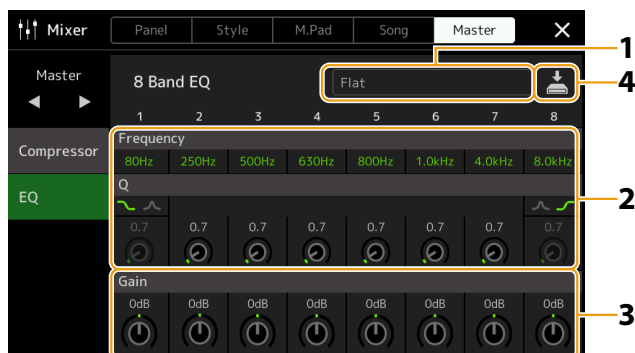 Mixer Panel Style M.Pad Song Master
1
Master 8 Band EQ Flat
4
1 2 3 4 5 6 7 8
Compressor
EQ
Frequency
80Hz 250Hz 500Hz 630Hz 800Hz 1.0kHz 4.0kHz 8.0kHz
Q
2
0.7 0.7 0.7 0.7 0.7 0.7 0.7 0.7
Gain
0dB 0dB 0dB 0dB 0dB 0dB 0dB 0dB
3